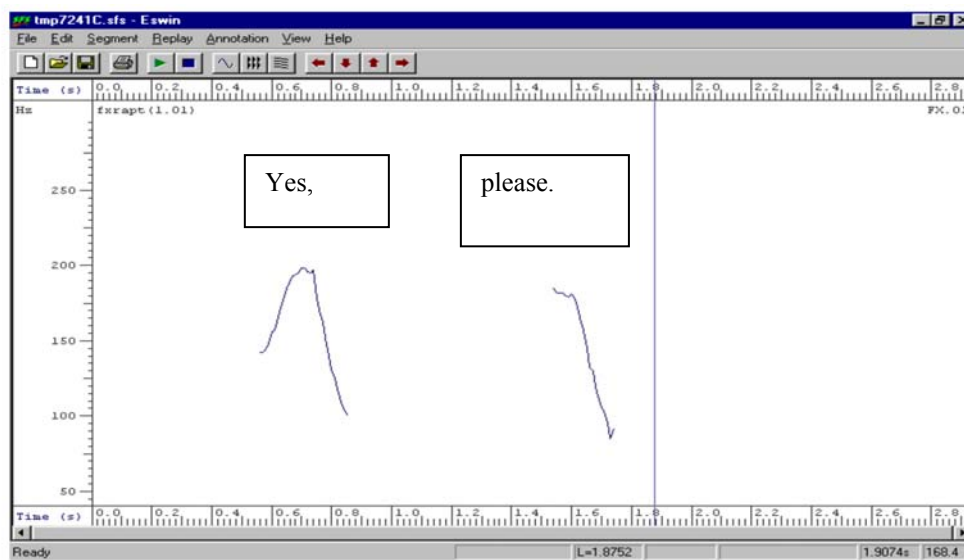 tmp7241C.sfs - Eswin
File Edit Segment Replay Annotation View Help
Time (s) 0.0 0.2 0.4 0.6 0.8 1.0 1.2 1.4 1.6 1.8 2.0 2.2 2.4 2.6 2.8
Hz fxrapt(1.01) FX.01
Yes, please.
250
200
150
100
50
Time (s) 0.0 0.2 0.4 0.6 0.8 1.0 1.2 1.4 1.6 1.8 2.0 2.2 2.4 2.6 2.8
Ready L=1.8752 1.9074s 168.4